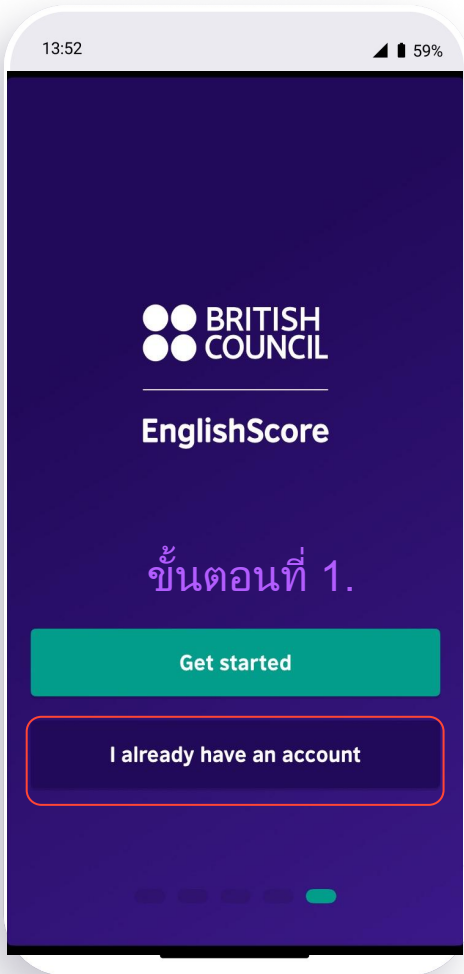 13:52
59%
BRITISH
COUNCIL
EnglishScore
ขั้นตอนที่ 1.
Get started
I already have an account